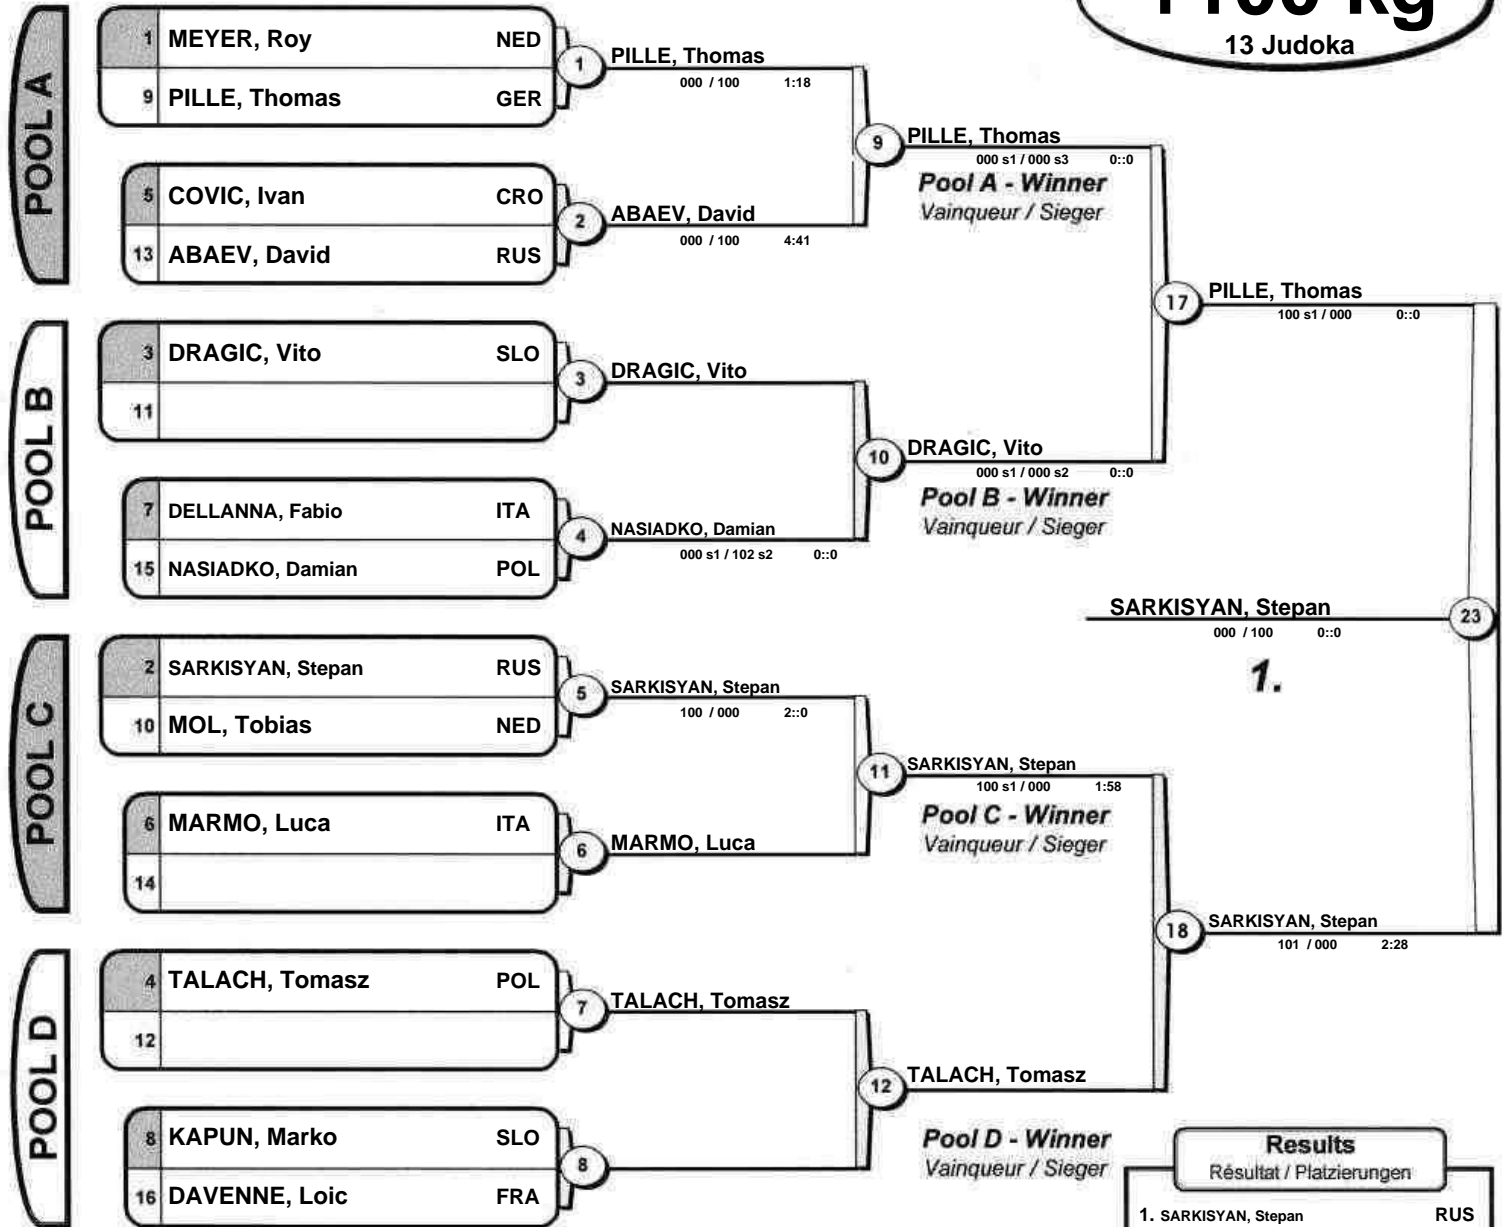 100 kg
13 Judoka
POOL A
1 MEYER, Roy NED
9 PILLE, Thomas GER
1
PILLE, Thomas
000 / 100 1:18
5 COVIC, Ivan CRO
13 ABAEV, David RUS
2
ABAEV, David
000 / 100 4:41
9
PILLE, Thomas
000 s1 / 000 s3 0::0
Pool A - Winner
Vainqueur / Sieger
POOL B
3 DRAGIC, Vito SLO
11
3
DRAGIC, Vito
7 DELLANNA, Fabio ITA
15 NASIADKO, Damian POL
4
NASIADKO, Damian
000 s1 / 102 s2 0::0
10
DRAGIC, Vito
000 s1 / 000 s2 0::0
Pool B - Winner
Vainqueur / Sieger
17
PILLE, Thomas
100 s1 / 000 0::0
POOL C
2 SARKISYAN, Stepan RUS
10 MOL, Tobias NED
5
SARKISYAN, Stepan
100 / 000 2::0
6 MARMO, Luca ITA
14
6
MARMO, Luca
11
SARKISYAN, Stepan
100 s1 / 000 1:58
Pool C - Winner
Vainqueur / Sieger
POOL D
4 TALACH, Tomasz POL
12
7
TALACH, Tomasz
8 KAPUN, Marko SLO
16 DAVENNE, Loic FRA
8
12
TALACH, Tomasz
Pool D - Winner
Vainqueur / Sieger
18
SARKISYAN, Stepan
101 / 000 2:28
23
SARKISYAN, Stepan
000 / 100 0::0
1.
Results
Résultat / Platzierungen
1. SARKISYAN, Stepan RUS